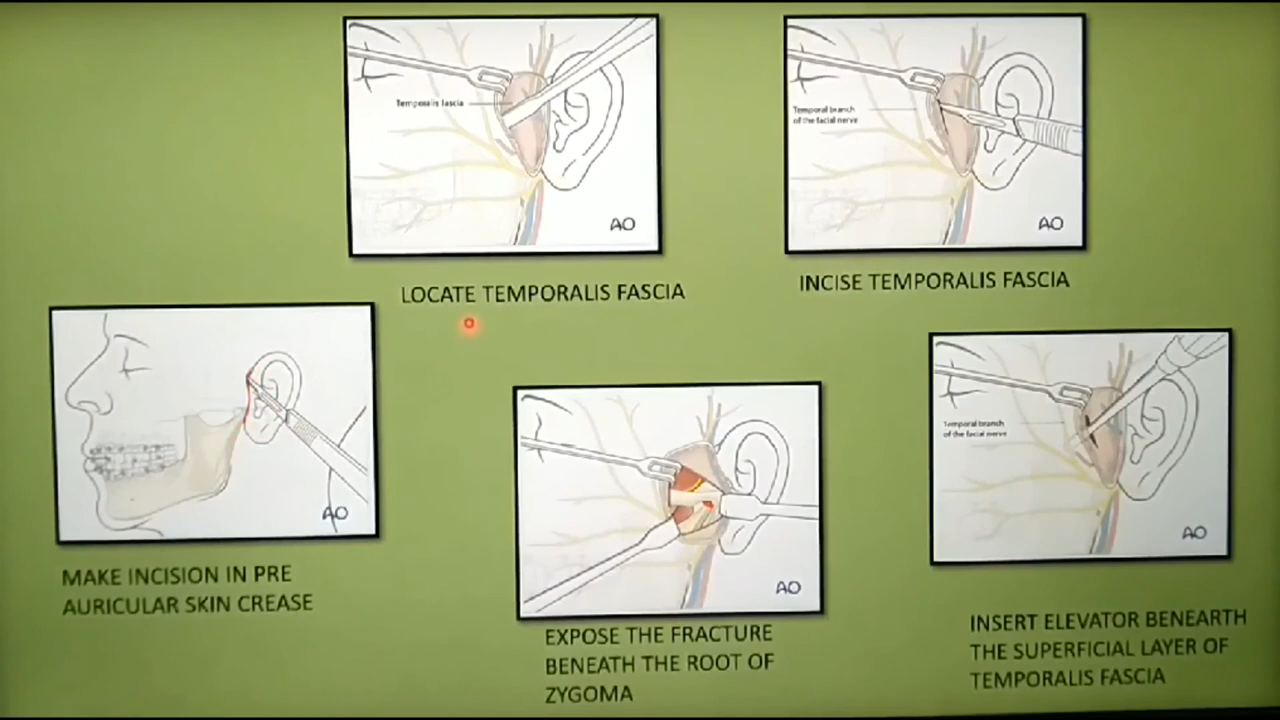 Temporalis fascia
AO
LOCATE TEMPORALIS FASCIA
Temporal branch
of the facial nerve
AO
INCISE TEMPORALIS FASCIA
AO
MAKE INCISION IN PRE
AURICULAR SKIN CREASE
AO
EXPOSE THE FRACTURE
BENEATH THE ROOT OF
ZYGOMA
Temporal branch
of the facial nerve
AO
INSERT ELEVATOR BENEARTH
THE SUPERFICIAL LAYER OF
TEMPORALIS FASCIA